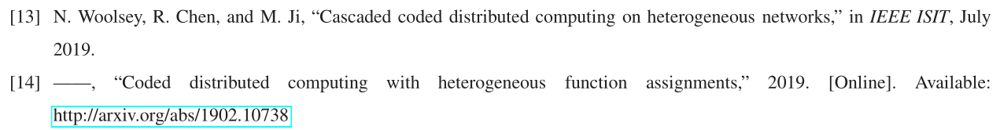 [13] N. Woolsey, R. Chen, and M. Ji, “Cascaded coded distributed computing on heterogeneous networks,” in IEEE ISIT, July
2019.
[14] ——, “Coded distributed computing with heterogeneous function assignments,” 2019. [Online]. Available:
http://arxiv.org/abs/1902.10738